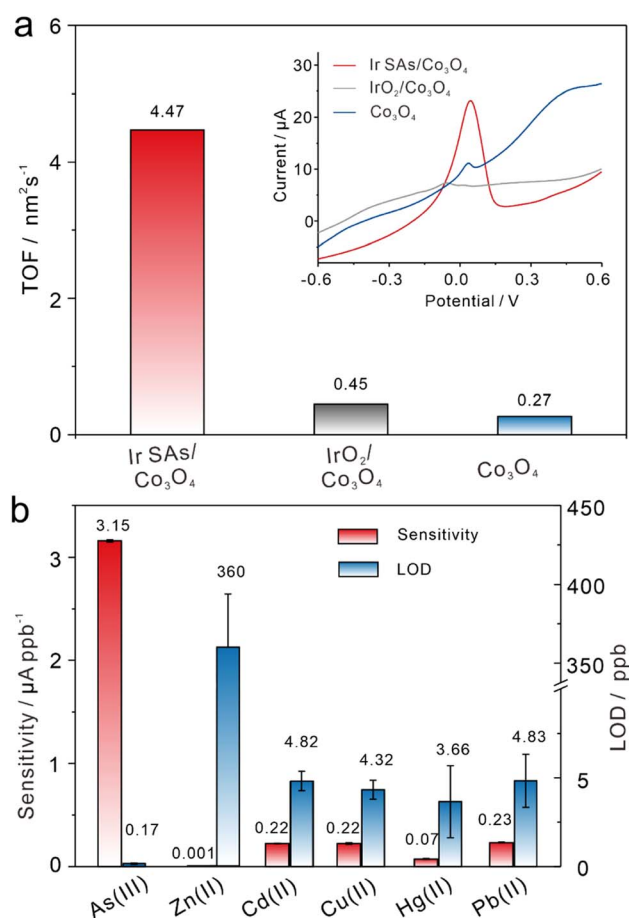 a
6
4
2
0
TOF / nm²s⁻¹
4.47
0.45
0.27
Ir SAs/
Co₃O₄
IrO₂/
Co₃O₄
Co₃O₄
30
20
10
0
Current / μA
Ir SAs/Co₃O₄
IrO₂/Co₃O₄
Co₃O₄
-0.6
-0.3
0.0
0.3
0.6
Potential / V
b
3
2
1
0
Sensitivity / μA ppb⁻¹
3.15
0.17
0.001
360
0.22
4.82
0.22
4.32
0.07
3.66
0.23
4.83
Sensitivity
LOD
450
400
350
5
0
LOD / ppb
As(III)
Zn(II)
Cd(II)
Cu(II)
Hg(II)
Pb(II)